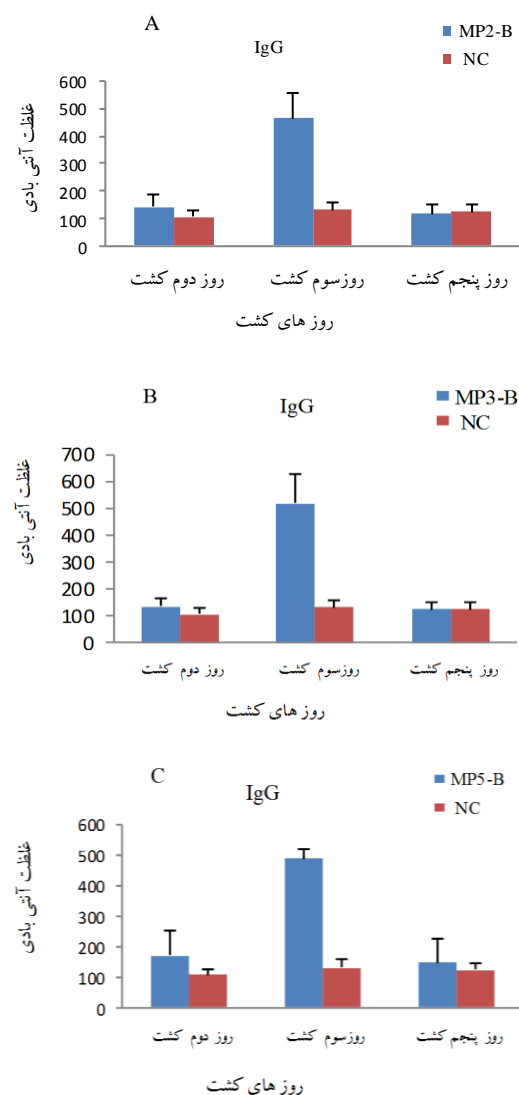 A
IgG
MP2-B
NC
غلظت آنتی بادی
600
500
400
300
200
100
0
روز دوم کشت
روزسوم کشت
روز پنجم کشت
روز های کشت
B
IgG
MP3-B
NC
غلظت آنتی بادی
700
600
500
400
300
200
100
0
روز دوم کشت
روزسوم کشت
روز پنجم کشت
روز های کشت
C
IgG
MP5-B
NC
غلظت آنتی بادی
600
500
400
300
200
100
0
روز دوم کشت
روزسوم کشت
روز پنجم کشت
روز های کشت